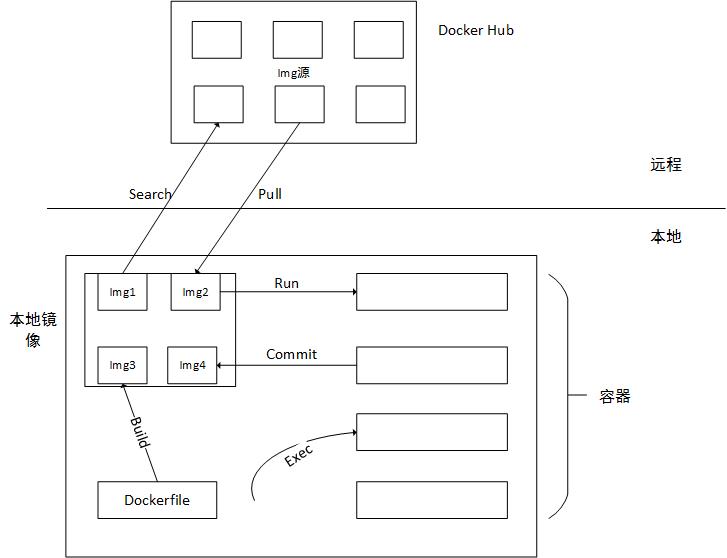 Docker Hub
Img源
远程
Search
Pull
本地
本地镜
像
Img1
Img2
Run
Img3
Img4
Commit
容器
Build
Exec
Dockerfile